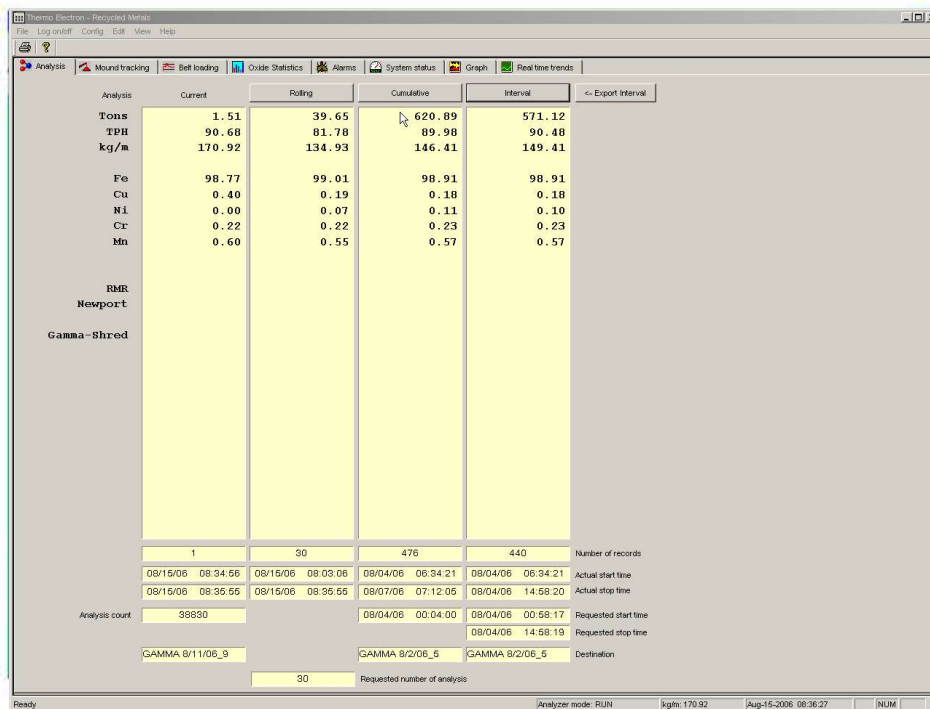 Thermo Electron - Recycled Metals
File Log on/off Config Edit View Help
Analysis Mound tracking Belt loading Oxide Statistics Alarms System status Graph Real time trends
Analysis Current Rolling Cumulative Interval <- Export Interval
Tons 1.51 39.65 620.89 571.12
TPH 90.68 81.78 89.98 90.48
kg/m 170.92 134.93 146.41 149.41
Fe 98.77 99.01 98.91 98.91
Cu 0.40 0.19 0.18 0.18
Ni 0.00 0.07 0.11 0.10
Cr 0.22 0.22 0.23 0.23
Mn 0.60 0.55 0.57 0.57
RMR
Newport
Gamma-Shred
1 30 476 440 Number of records
08/15/06 08:34:56 08/15/06 08:03:06 08/04/06 06:34:21 08/04/06 06:34:21 Actual start time
08/15/06 08:35:55 08/15/06 08:35:55 08/07/06 07:12:05 08/04/06 14:58:20 Actual stop time
Analysis count 38830 08/04/06 00:04:00 08/04/06 00:58:17 Requested start time
08/04/06 14:58:19 Requested stop time
GAMMA 8/11/06_9 GAMMA 8/2/06_5 GAMMA 8/2/06_5 Destination
30 Requested number of analysis
Ready Analyzer mode: RUN kg/m: 170.92 Aug-15-2006 08:36:27 NUM